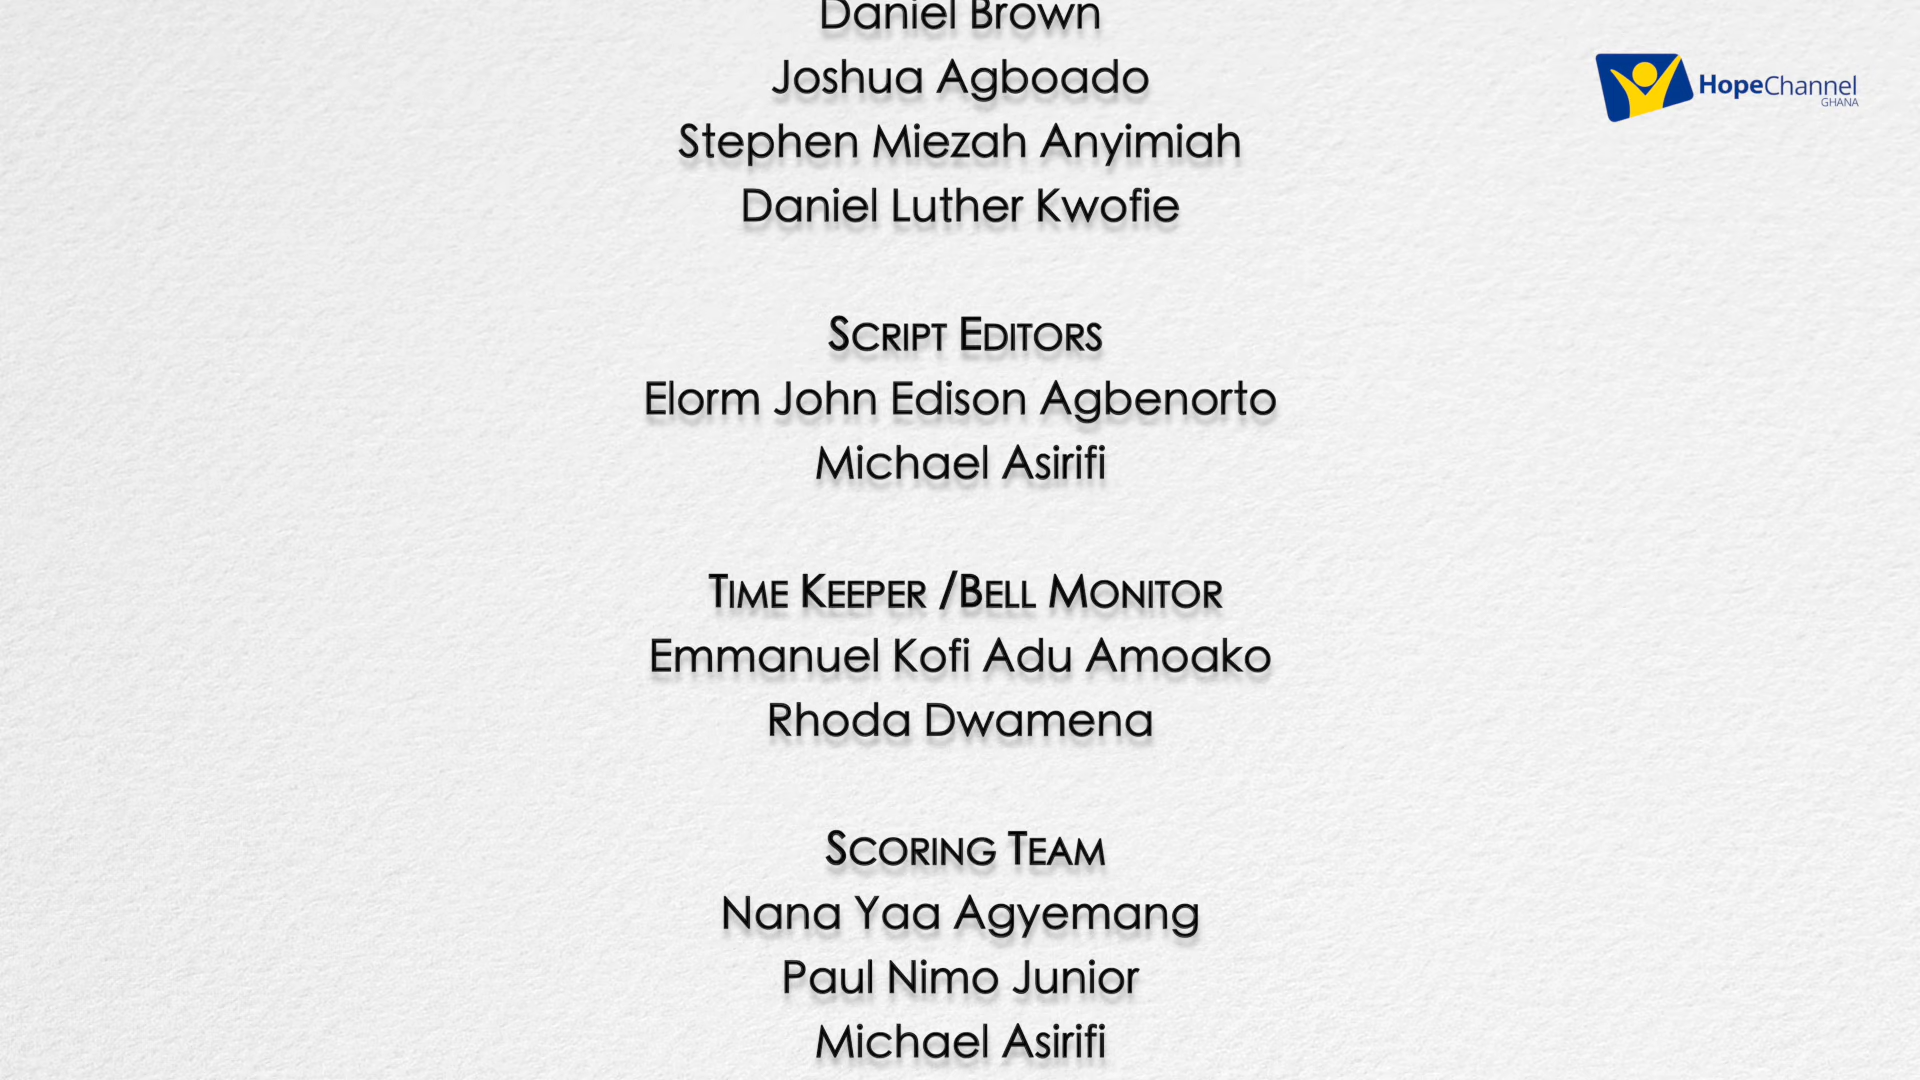 Daniel Brown
Joshua Agboado
Stephen Miezah Anyimiah
Daniel Luther Kwofie
HopeChannel
GHANA
SCRIPT EDITORS
Elorm John Edison Agbenorto
Michael Asirifi
TIME KEEPER /BELL MONITOR
Emmanuel Kofi Adu Amoako
Rhoda Dwamena
SCORING TEAM
Nana Yaa Agyemang
Paul Nimo Junior
Michael Asirifi